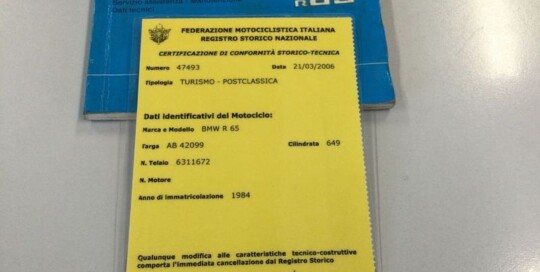 Dati tecnici
R
FEDERAZIONE MOTOCICLISTICA ITALIANA
REGISTRO STORICO NAZIONALE
CERTIFICAZIONE DI CONFORMITÀ STORICO-TECNICA
Numero 47493 Data 21/03/2006
Tipologia TURISMO - POSTCLASSICA
Dati identificativi del Motociclo:
Marca e Modello BMW R 65
Targa AB 42099 Cilindrata 649
N. Telaio 6311672
N. Motore
Anno di immatricolazione 1984
Qualunque modifica alle caratteristiche tecnico-costruttive
comporta l'immediata cancellazione dal Registro Storico